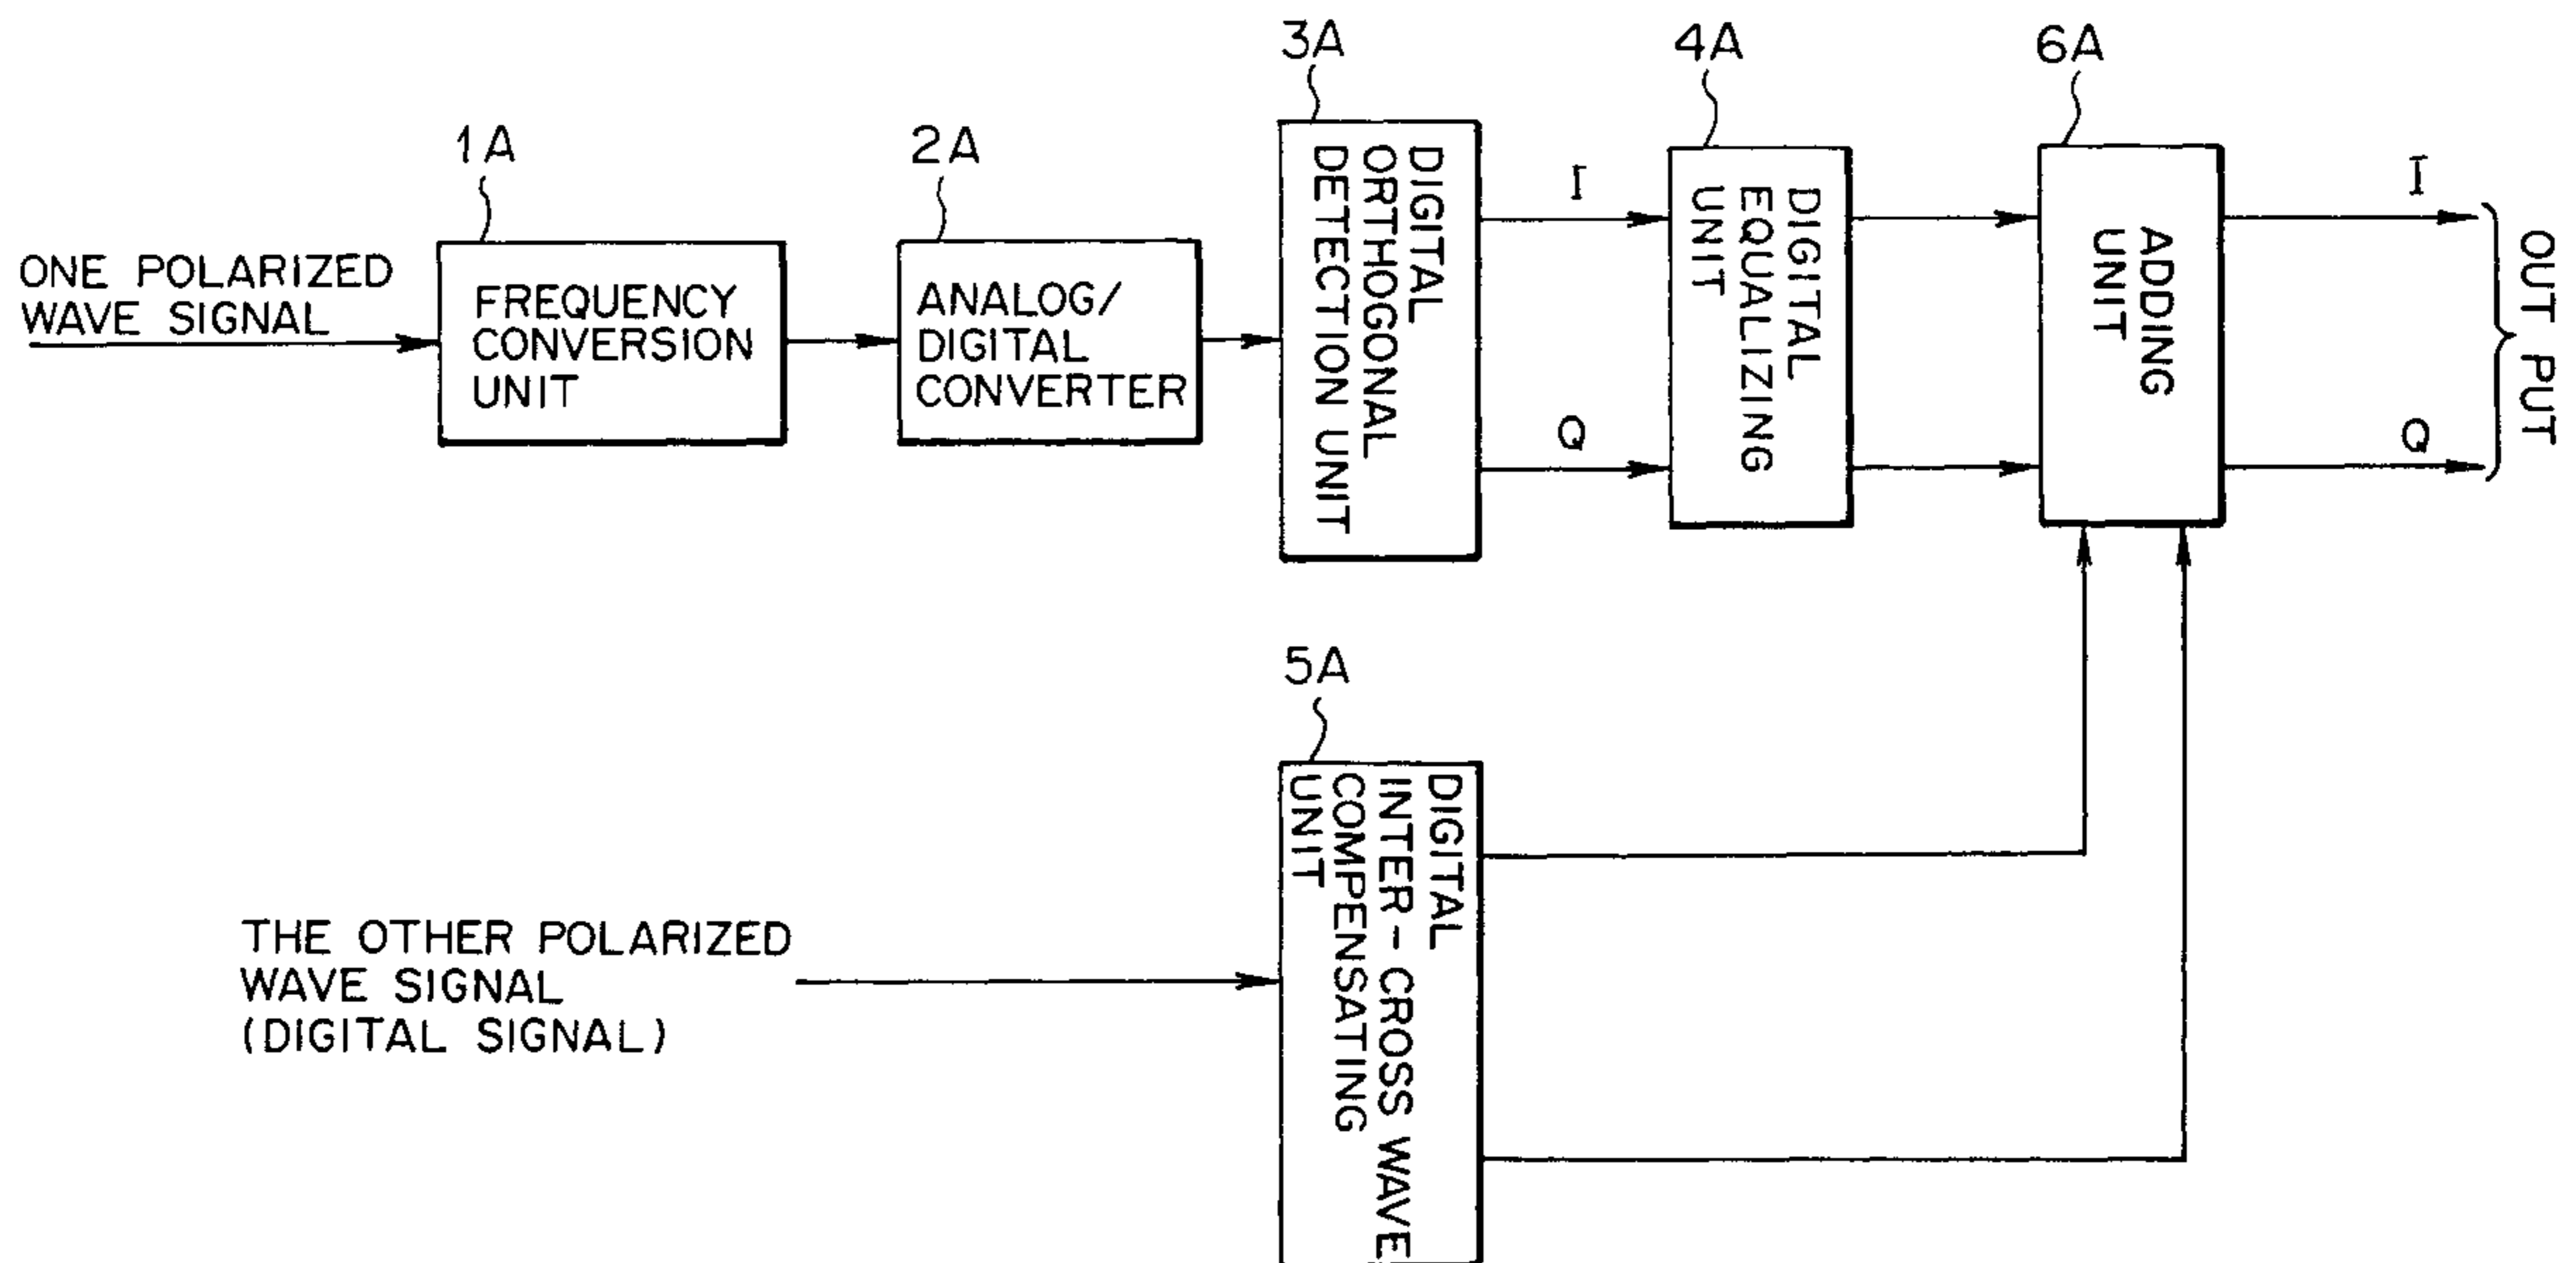 3A
4A
6A
1A
2A
ONE POLARIZED
WAVE SIGNAL
FREQUENCY
CONVERSION
UNIT
ANALOG/
DIGITAL
CONVERTER
DIGITAL
ORTHOGONAL
DETECTION UNIT
I
Q
DIGITAL
EQUALIZING
UNIT
ADDING
UNIT
I
Q
OUT PUT
5A
THE OTHER POLARIZED
WAVE SIGNAL
(DIGITAL SIGNAL)
DIGITAL
INTER-CROSS WAVE
COMPENSATING
UNIT